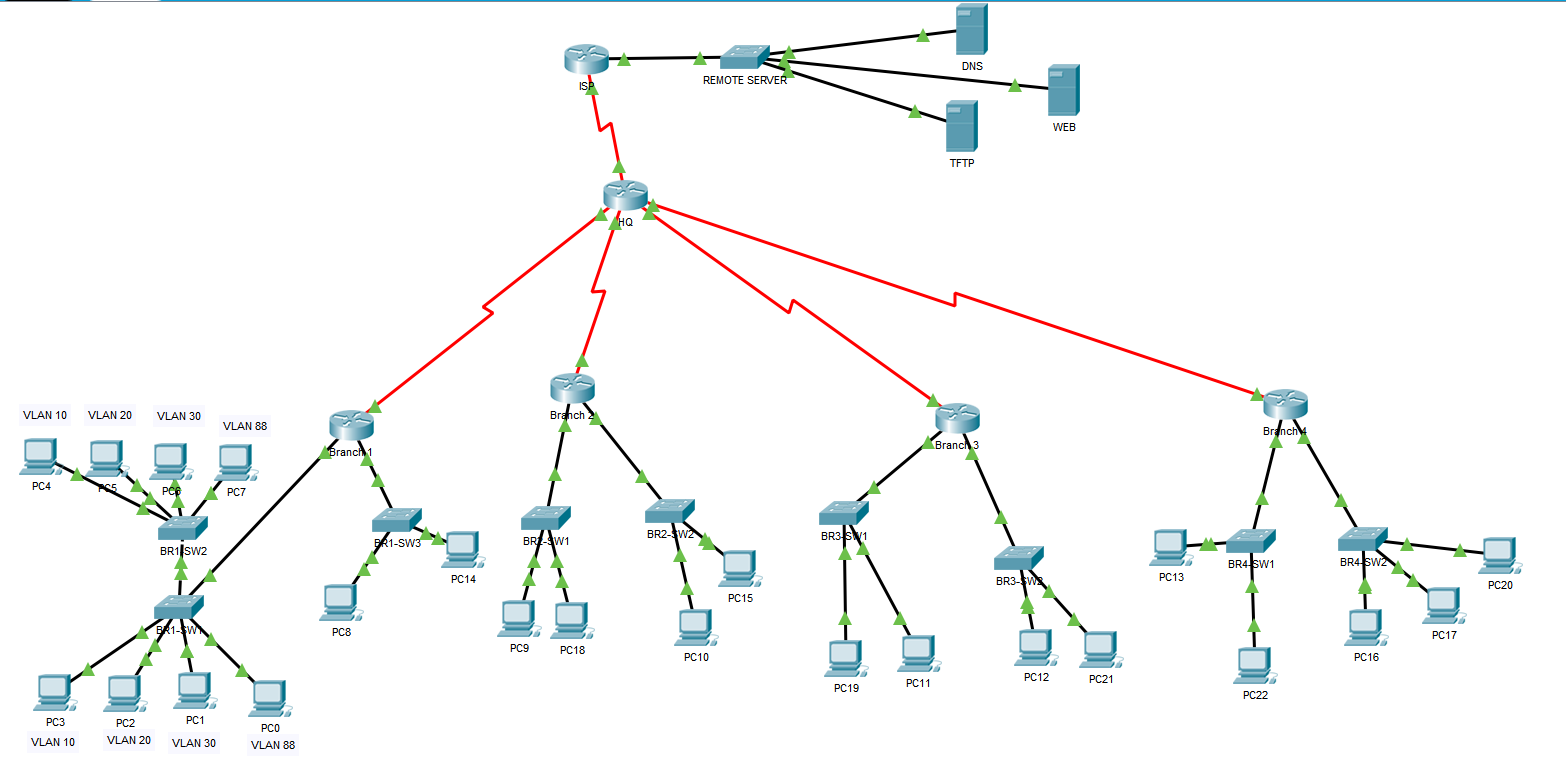 DNS
ISP
REMOTE SERVER
WEB
TFTP
HQ
VLAN 10
VLAN 20
VLAN 30
VLAN 88
Branch 1
Branch 2
Branch 3
Branch 4
PC4
PC5
PC6
PC7
BR1-SW2
BR1-SW3
PC14
BR2-SW1
BR2-SW2
BR3-SW1
BR3-SW2
BR4-SW1
BR4-SW2
PC13
PC20
PC8
PC15
BR1-SW1
PC9
PC18
PC10
PC19
PC11
PC12
PC21
PC22
PC16
PC17
PC3
PC2
PC1
PC0
VLAN 10
VLAN 20
VLAN 30
VLAN 88